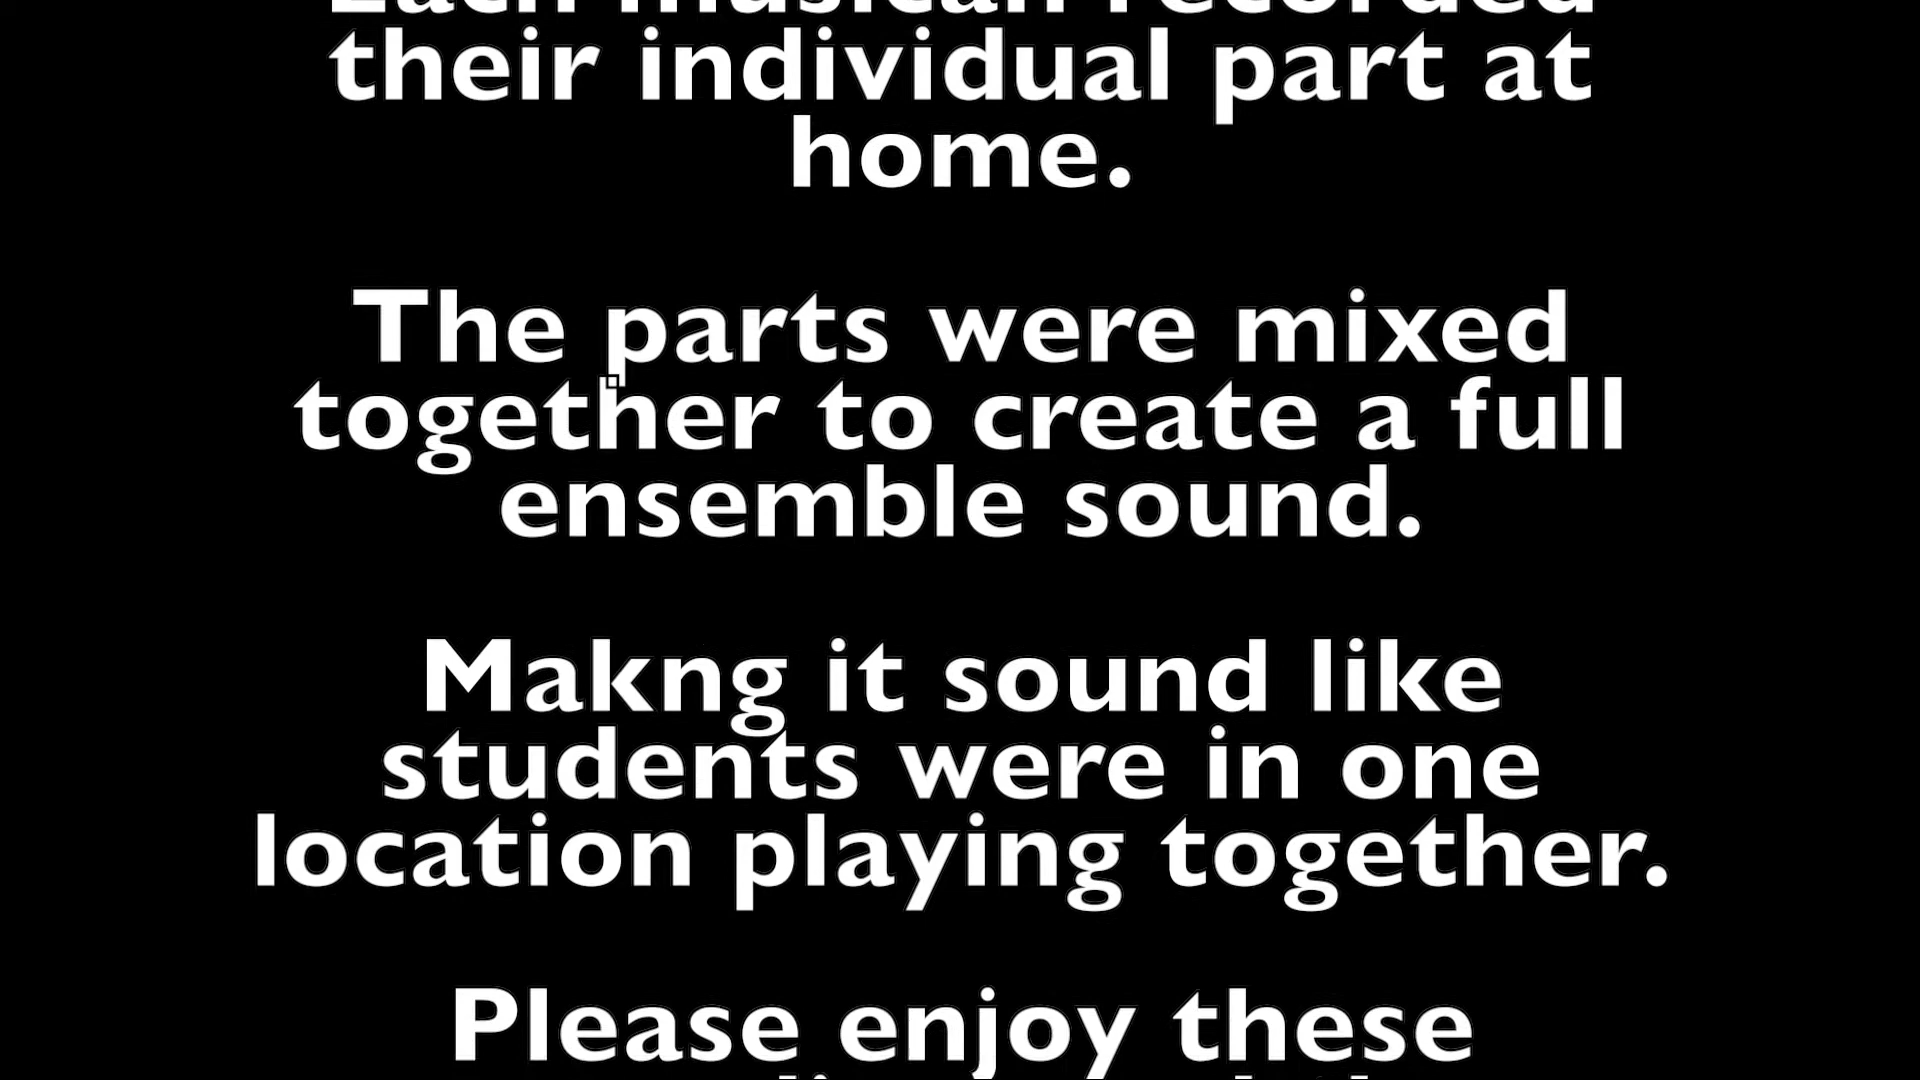 Each musican recorded
their individual part at
home.
The parts were mixed
together to create a full
ensemble sound.
Makng it sound like
students were in one
location playing together.
Please enjoy these